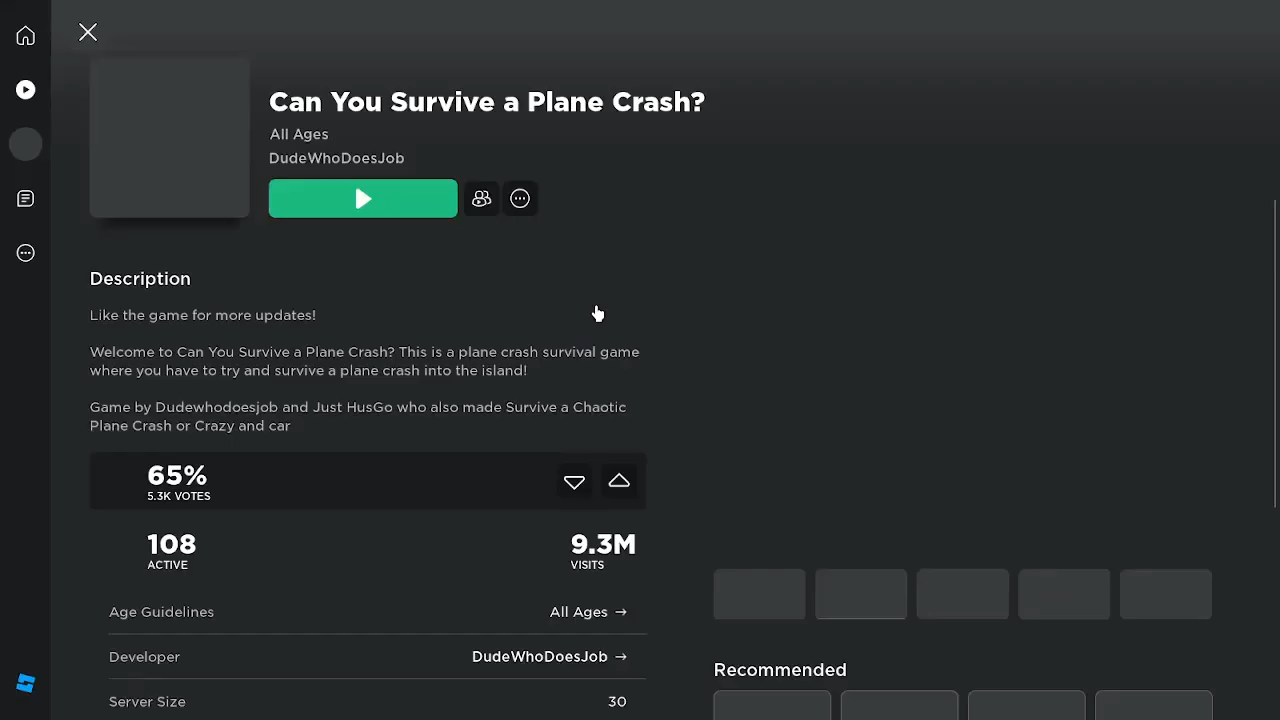 Can You Survive a Plane Crash?
All Ages
DudeWhoDoesJob
Description
Like the game for more updates!
Welcome to Can You Survive a Plane Crash? This is a plane crash survival game
where you have to try and survive a plane crash into the island!
Game by Dudewhodoesjob and Just HusGo who also made Survive a Chaotic
Plane Crash or Crazy and car
65%
5.3K VOTES
108
ACTIVE
9.3M
VISITS
Age Guidelines
All Ages →
Developer
DudeWhoDoesJob →
Server Size
30
Recommended